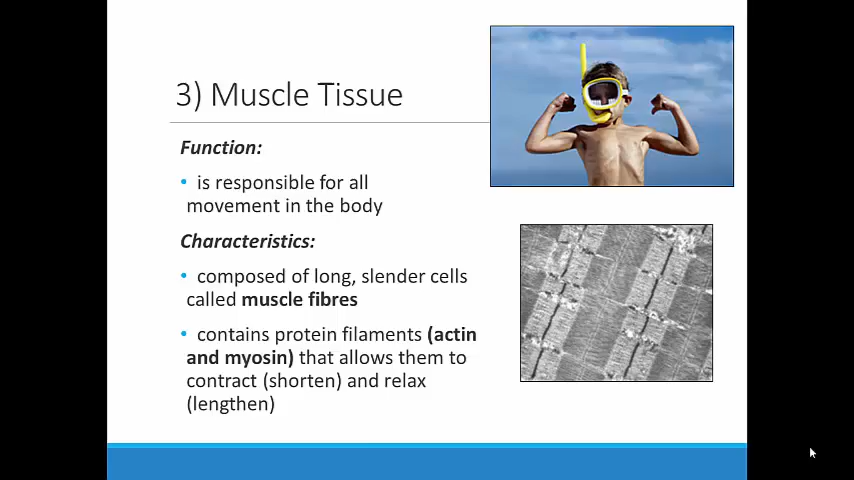 3) Muscle Tissue
Function:
• is responsible for all
movement in the body
Characteristics:
• composed of long, slender cells
called muscle fibres
• contains protein filaments (actin
and myosin) that allows them to
contract (shorten) and relax
(lengthen)